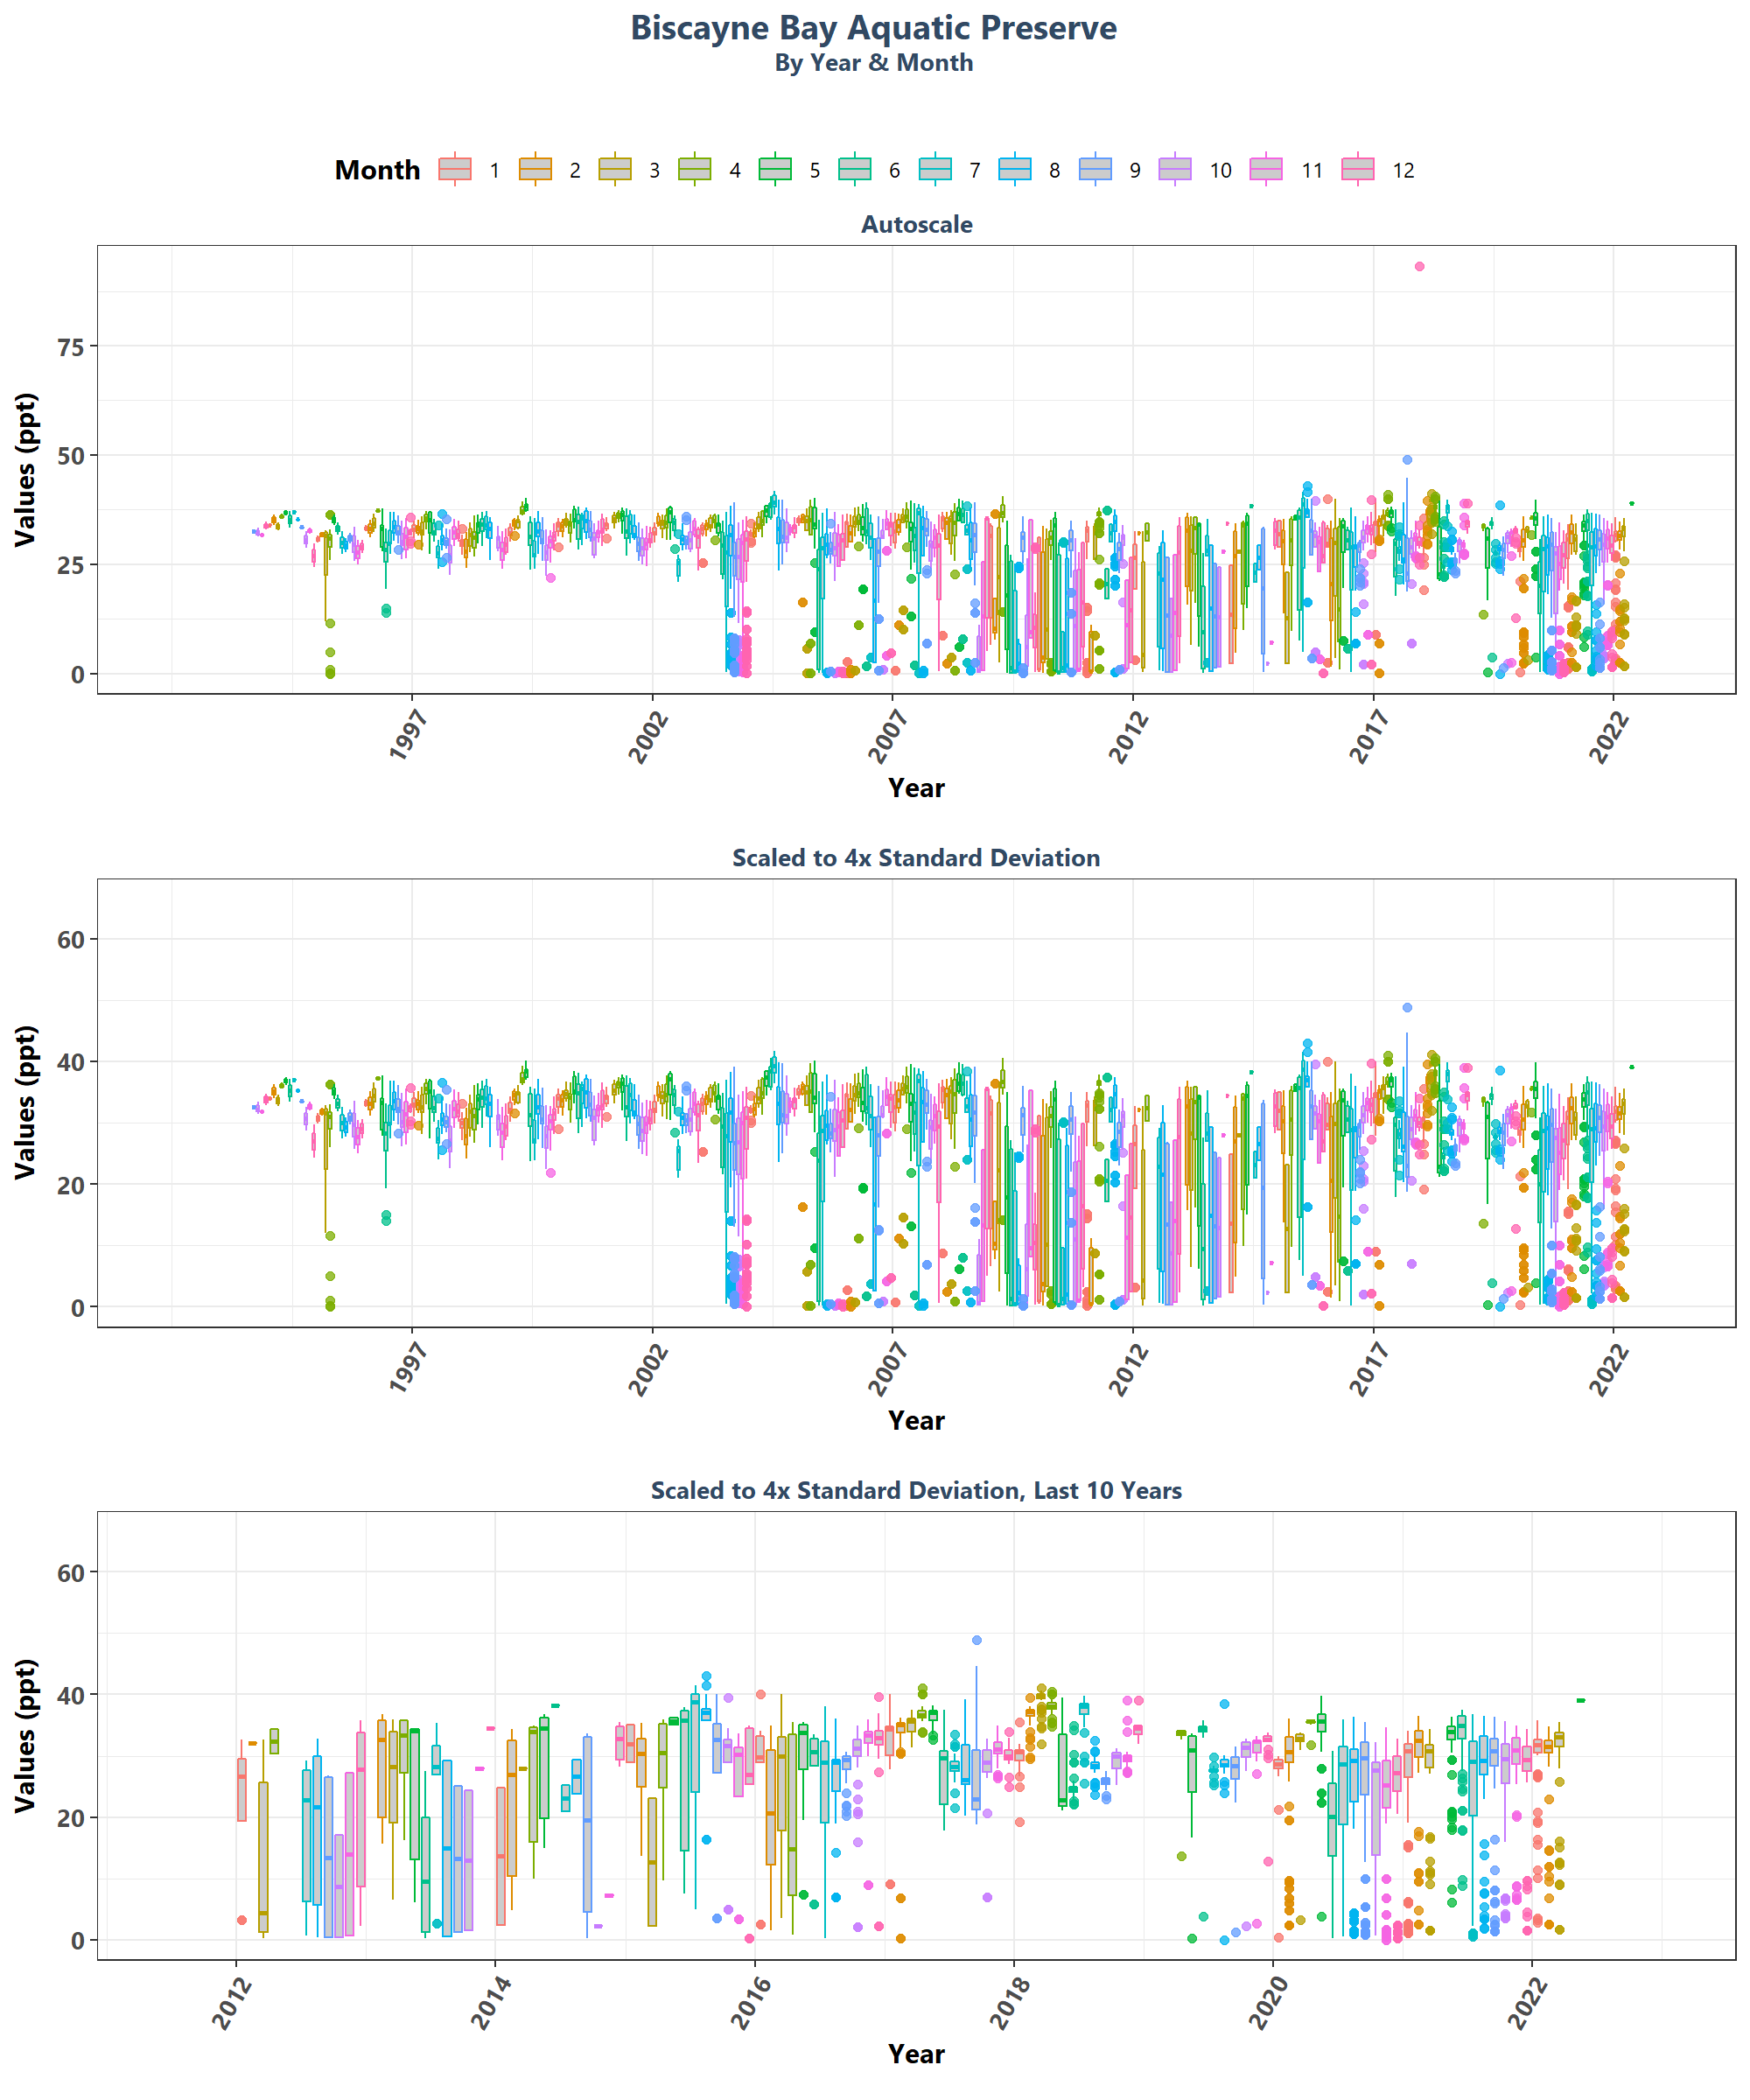 Biscayne Bay Aquatic Preserve
By Year & Month
Month 1 2 3 4 5 6 7 8 9 10 11 12
Autoscale
Values (ppt)
75
50
25
0
1997 2002 2007 2012 2017 2022
Year
Scaled to 4x Standard Deviation
Values (ppt)
60
40
20
0
1997 2002 2007 2012 2017 2022
Year
Scaled to 4x Standard Deviation, Last 10 Years
Values (ppt)
60
40
20
0
2012 2014 2016 2018 2020 2022
Year